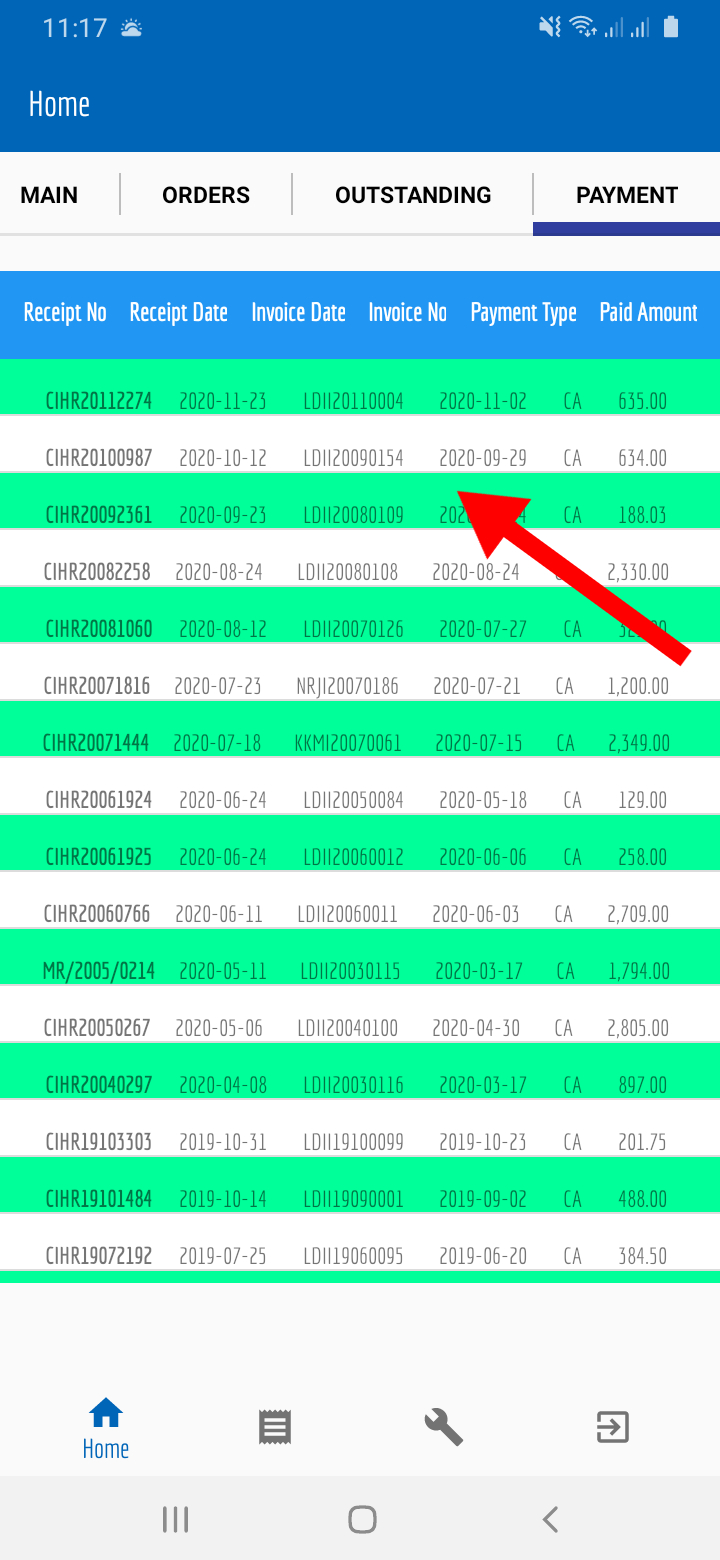 11:17
Home
MAIN ORDERS OUTSTANDING PAYMENT
Receipt No Receipt Date Invoice Date Invoice No Payment Type Paid Amount
CIHR20112274 2020-11-23 LDII20110004 2020-11-02 CA 635.00
CIHR20100987 2020-10-12 LDII20090154 2020-09-29 CA 634.00
CIHR20092361 2020-09-23 LDII20080109 CA 188.03
CIHR20082258 2020-08-24 LDII20080108 2020-08-24 2,330.00
CIHR20081060 2020-08-12 LDII20070126 2020-07-27 CA
CIHR20071816 2020-07-23 NRJI20070186 2020-07-21 CA 1,200.00
CIHR20071444 2020-07-18 KKMI20070061 2020-07-15 CA 2,349.00
CIHR20061924 2020-06-24 LDII20050084 2020-05-18 CA 129.00
CIHR20061925 2020-06-24 LDII20060012 2020-06-06 CA 258.00
CIHR20060766 2020-06-11 LDII20060011 2020-06-03 CA 2,709.00
MR/2005/0214 2020-05-11 LDII20030115 2020-03-17 CA 1,794.00
CIHR20050267 2020-05-06 LDII20040100 2020-04-30 CA 2,805.00
CIHR20040297 2020-04-08 LDII20030116 2020-03-17 CA 897.00
CIHR19103303 2019-10-31 LDII19100099 2019-10-23 CA 201.75
CIHR19101484 2019-10-14 LDII19090001 2019-09-02 CA 488.00
CIHR19072192 2019-07-25 LDII19060095 2019-06-20 CA 384.50
Home